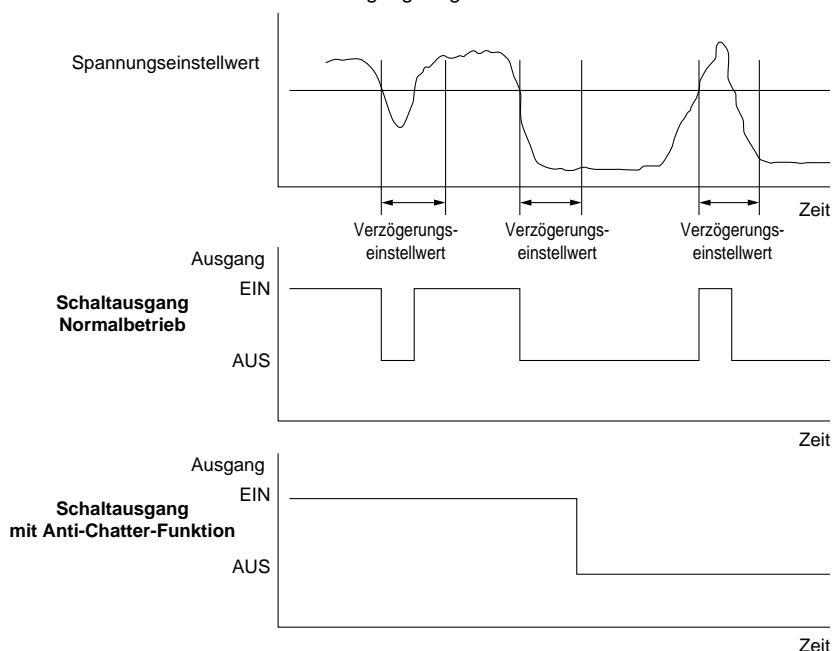 Spannungseinstellwert
Zeit
Verzögerungs-
einstellwert
Verzögerungs-
einstellwert
Verzögerungs-
einstellwert
Ausgang
EIN
Schaltausgang
Normalbetrieb
AUS
Zeit
Ausgang
EIN
Schaltausgang
mit Anti-Chatter-Funktion
AUS
Zeit